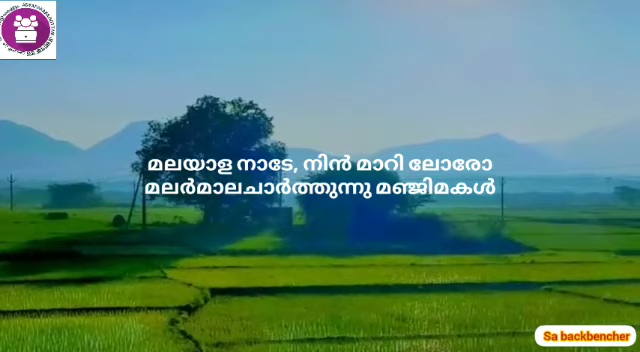 മലയാള നാടേ, നിൻ മാറി ലോരോ
മലർമാലചാർത്തുന്നു മഞ്ജിമകൾ
Sa backbencher